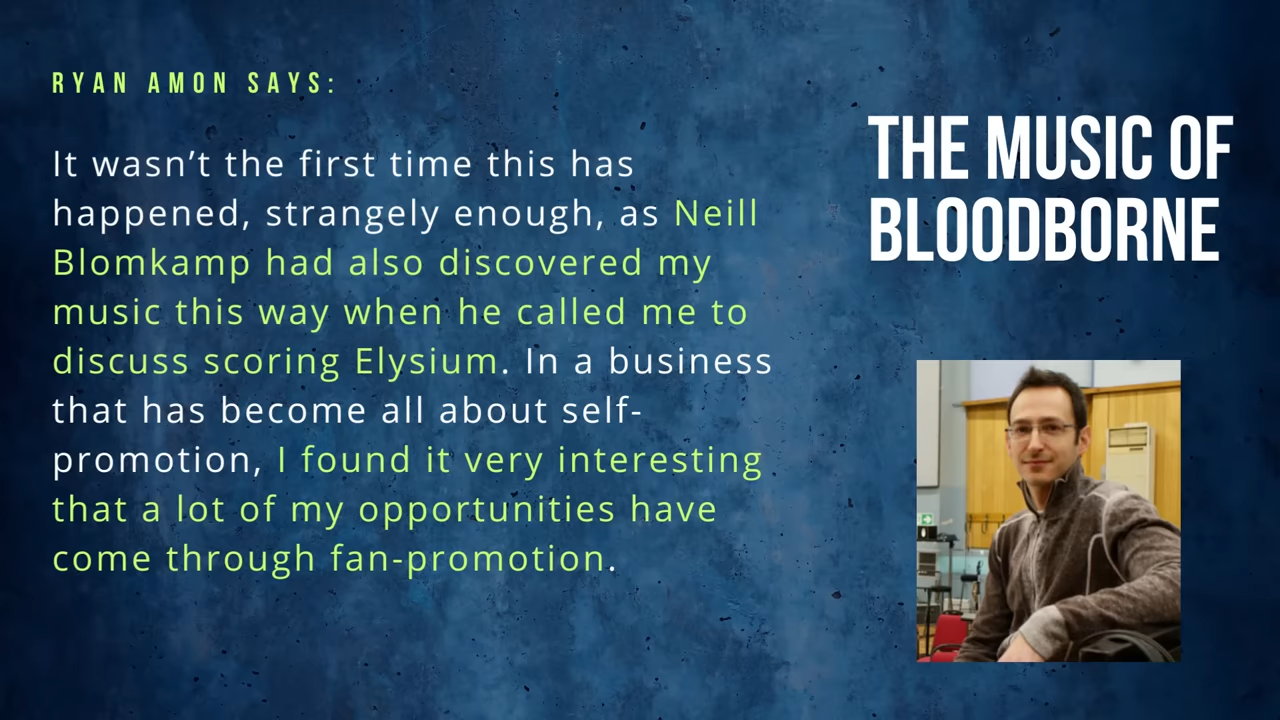 RYAN AMON SAYS:
It wasn’t the first time this has
happened, strangely enough, as Neill
Blomkamp had also discovered my
music this way when he called me to
discuss scoring Elysium. In a business
that has become all about self-
promotion, I found it very interesting
that a lot of my opportunities have
come through fan-promotion.
THE MUSIC OF
BLOODBORNE